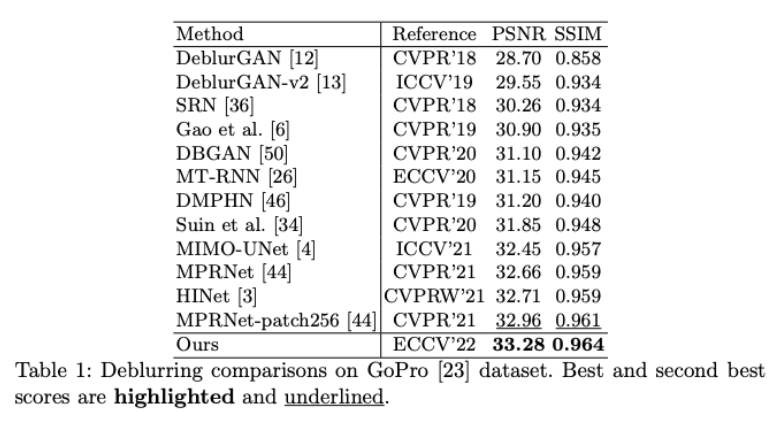 Method Reference PSNR SSIM
DeblurGAN [12] CVPR'18 28.70 0.858
DeblurGAN-v2 [13] ICCV'19 29.55 0.934
SRN [36] CVPR'18 30.26 0.934
Gao et al. [6] CVPR'19 30.90 0.935
DBGAN [50] CVPR'20 31.10 0.942
MT-RNN [26] ECCV'20 31.15 0.945
DMPHN [46] CVPR'19 31.20 0.940
Suin et al. [34] CVPR'20 31.85 0.948
MIMO-UNet [4] ICCV'21 32.45 0.957
MPRNet [44] CVPR'21 32.66 0.959
HINet [3] CVPRW'21 32.71 0.959
MPRNet-patch256 [44] CVPR'21 32.96 0.961
Ours ECCV'22 33.28 0.964
Table 1: Deblurring comparisons on GoPro [23] dataset. Best and second best
scores are highlighted and underlined.